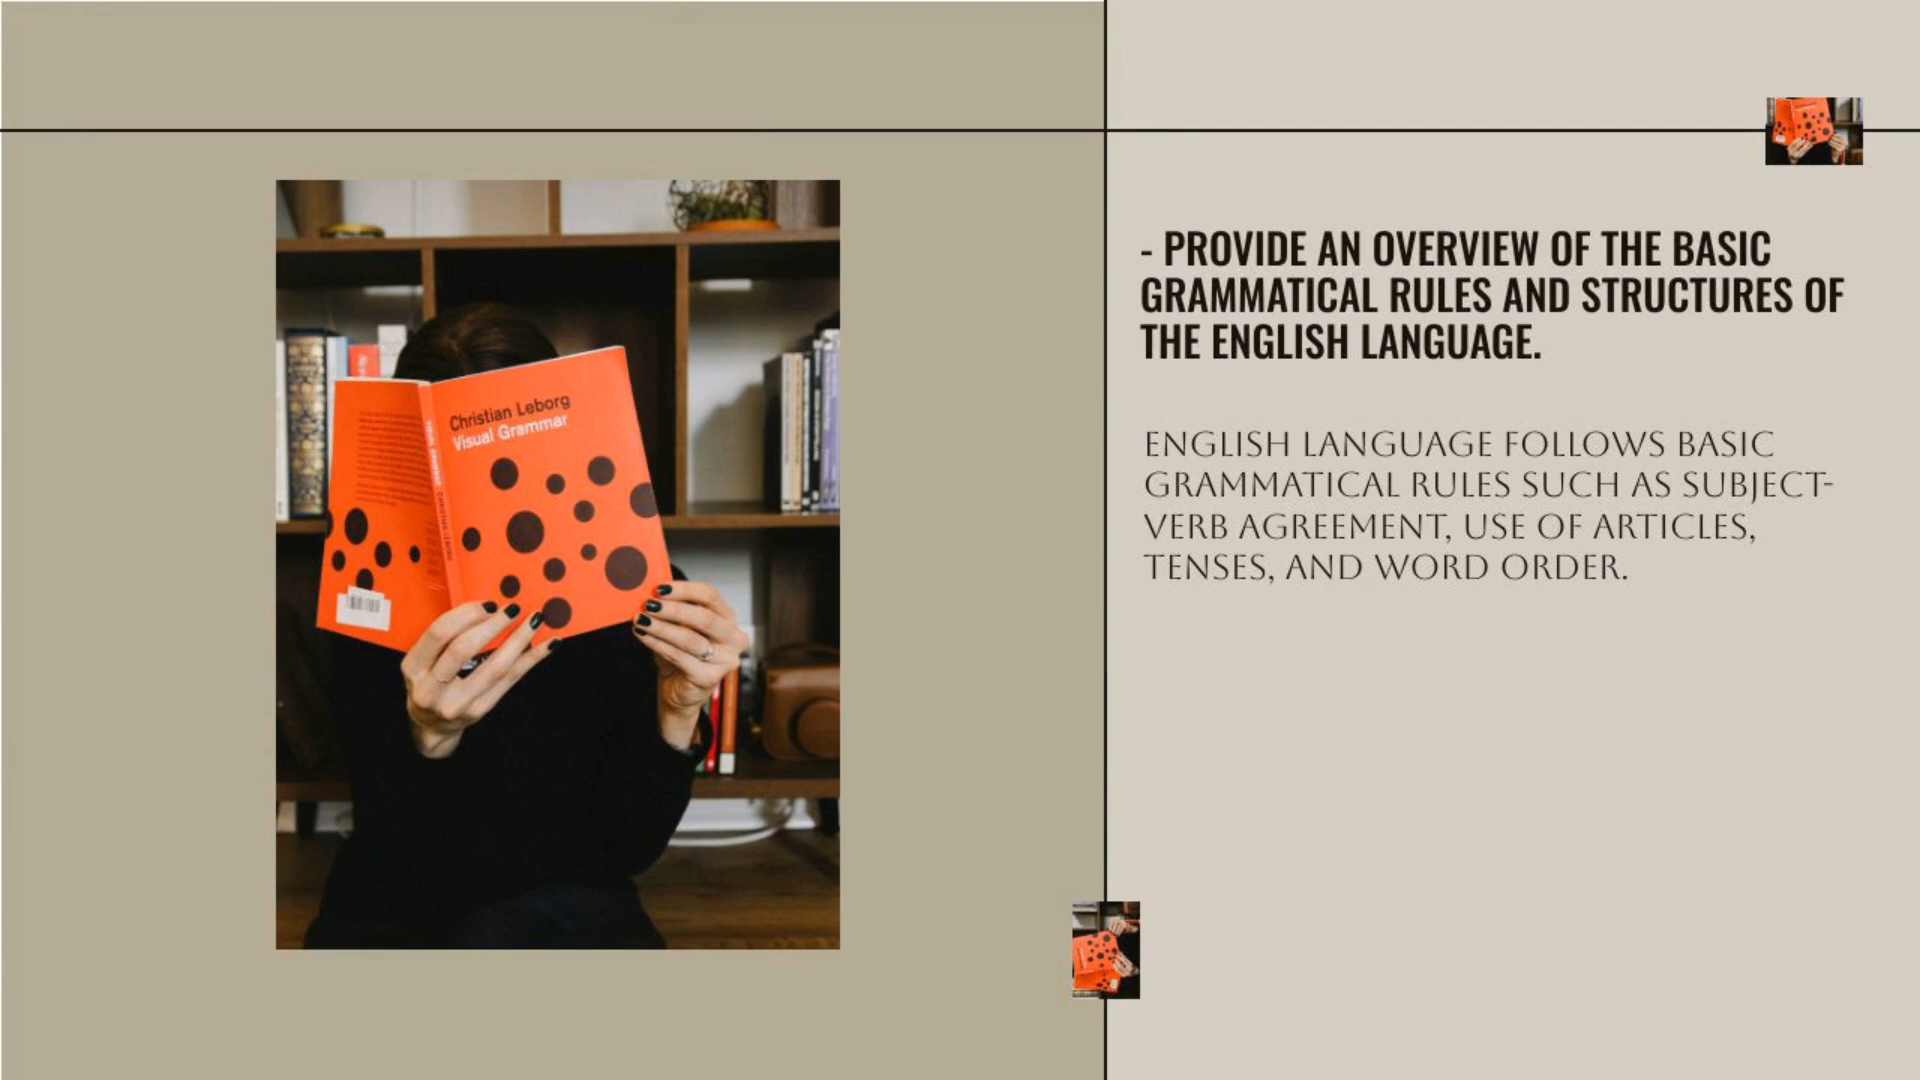 Christian Leborg
Visual Grammar
- PROVIDE AN OVERVIEW OF THE BASIC
GRAMMATICAL RULES AND STRUCTURES OF
THE ENGLISH LANGUAGE.
ENGLISH LANGUAGE FOLLOWS BASIC
GRAMMATICAL RULES SUCH AS SUBJECT-
VERB AGREEMENT, USE OF ARTICLES,
TENSES, AND WORD ORDER.